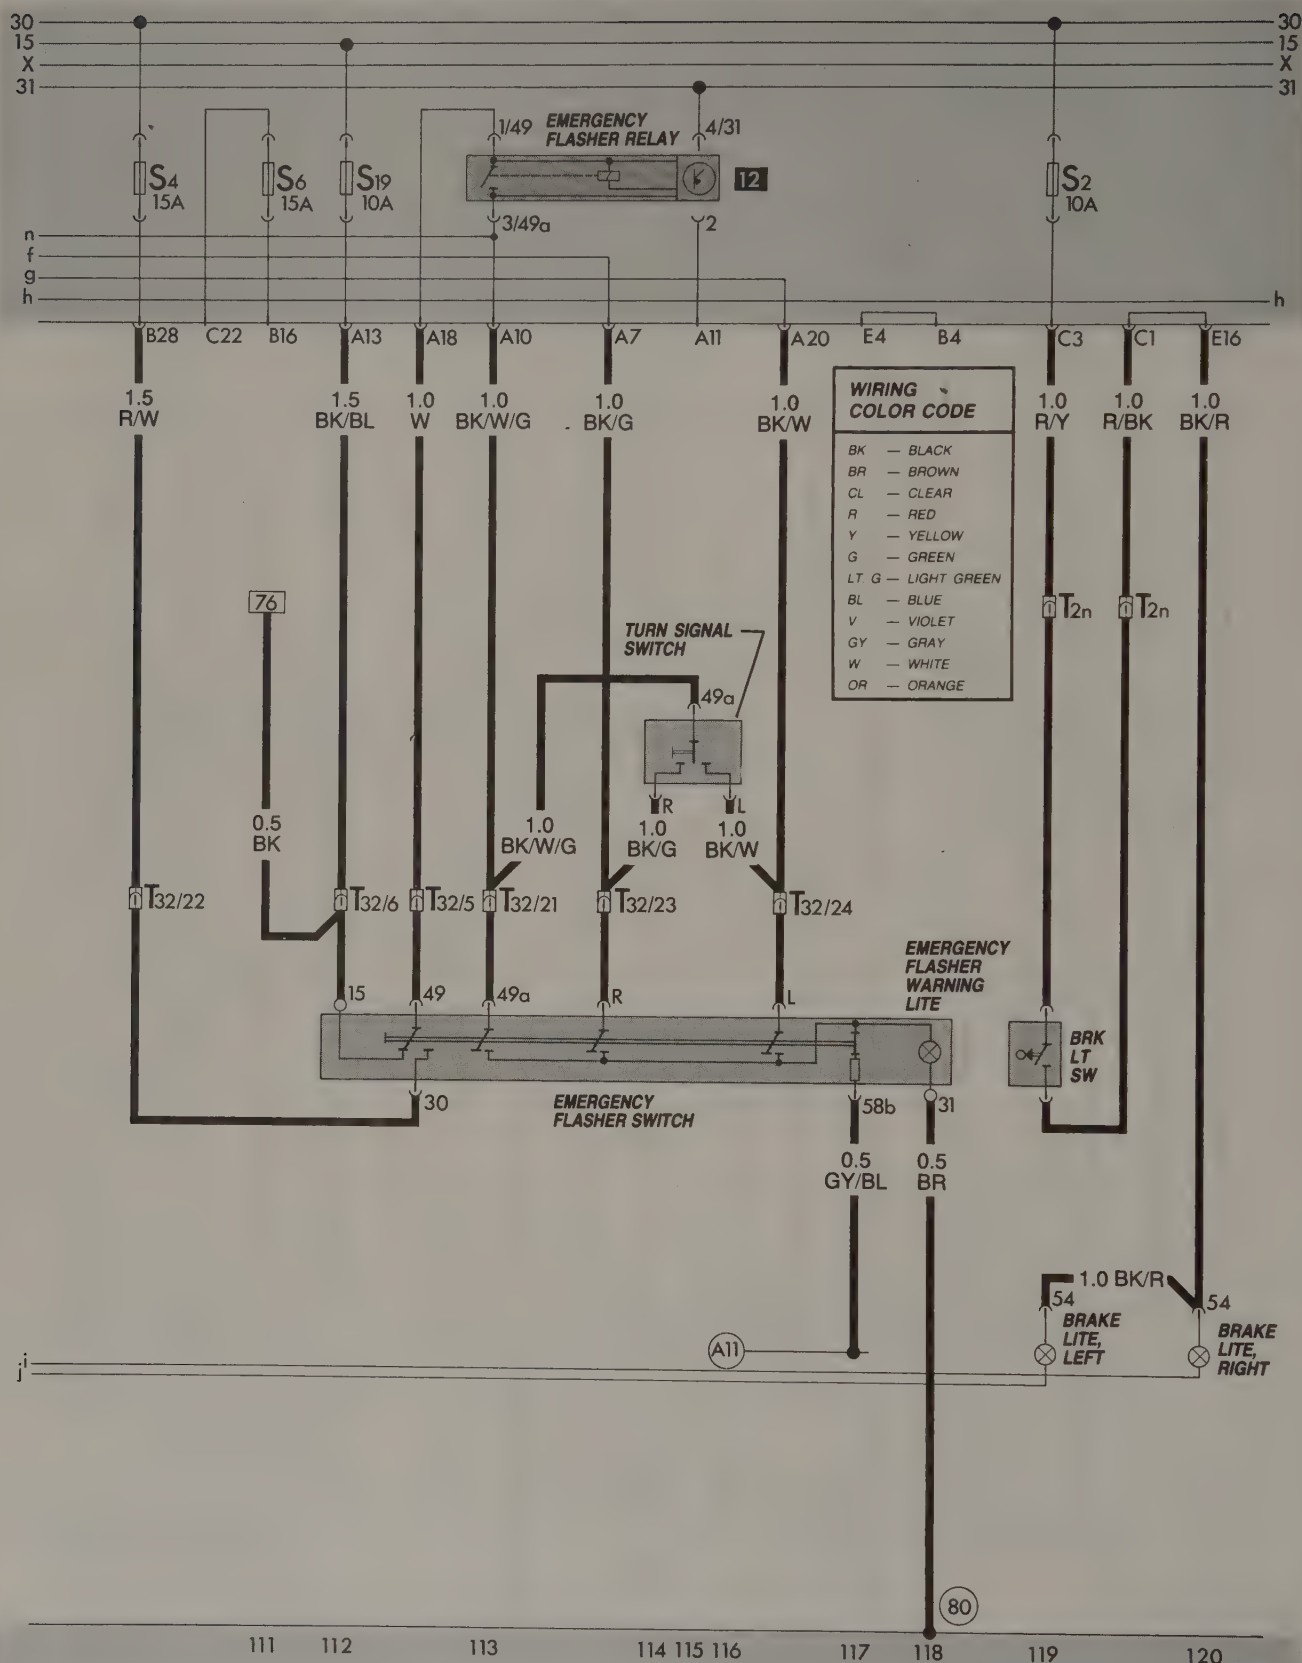 30 30
15 15
X X
31 31
1/49
EMERGENCY
FLASHER RELAY
4/31
S4
15A
S6
15A
S19
10A
12
S2
10A
3/49a
2
n
f
g
h h
B28 C22 B16 A13 A18 A10 A7 A11 A20 E4 B4 C3 C1 E16
1.5
R/W
1.5
BK/BL
1.0
W
1.0
BK/W/G
1.0
BK/G
1.0
BK/W
1.0
R/Y
1.0
R/BK
1.0
BK/R
WIRING
COLOR CODE
BK — BLACK
BR — BROWN
CL — CLEAR
R — RED
Y — YELLOW
G — GREEN
LT G — LIGHT GREEN
BL — BLUE
V — VIOLET
GY — GRAY
W — WHITE
OR — ORANGE
76
T2n T2n
TURN SIGNAL
SWITCH
49a
R L
0.5
BK
1.0
BK/W/G
1.0
BK/G
1.0
BK/W
T32/22 T32/6 T32/5 T32/21 T32/23 T32/24
EMERGENCY
FLASHER
WARNING
LITE
15 49 49a R L
BRK
LT
SW
30
EMERGENCY
FLASHER SWITCH
58b 31
0.5
GY/BL
0.5
BR
1.0 BK/R
54 54
BRAKE
LITE,
LEFT
BRAKE
LITE,
RIGHT
A11
i
j
80
111 112 113 114 115 116 117 118 119 120